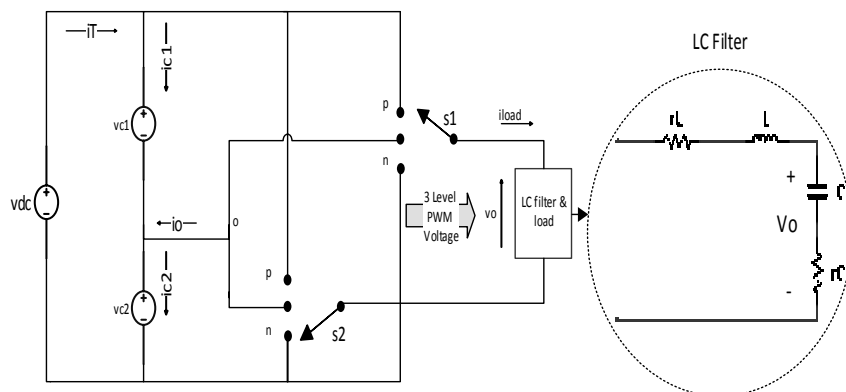 iT
ic1
vc1
vdc
io
o
ic2
vc2
p
n
s1
iload
p
n
s2
3 Level
PWM
Voltage
vo
LC filter &
load
LC Filter
rL
L
+
C
Vo
rC
-